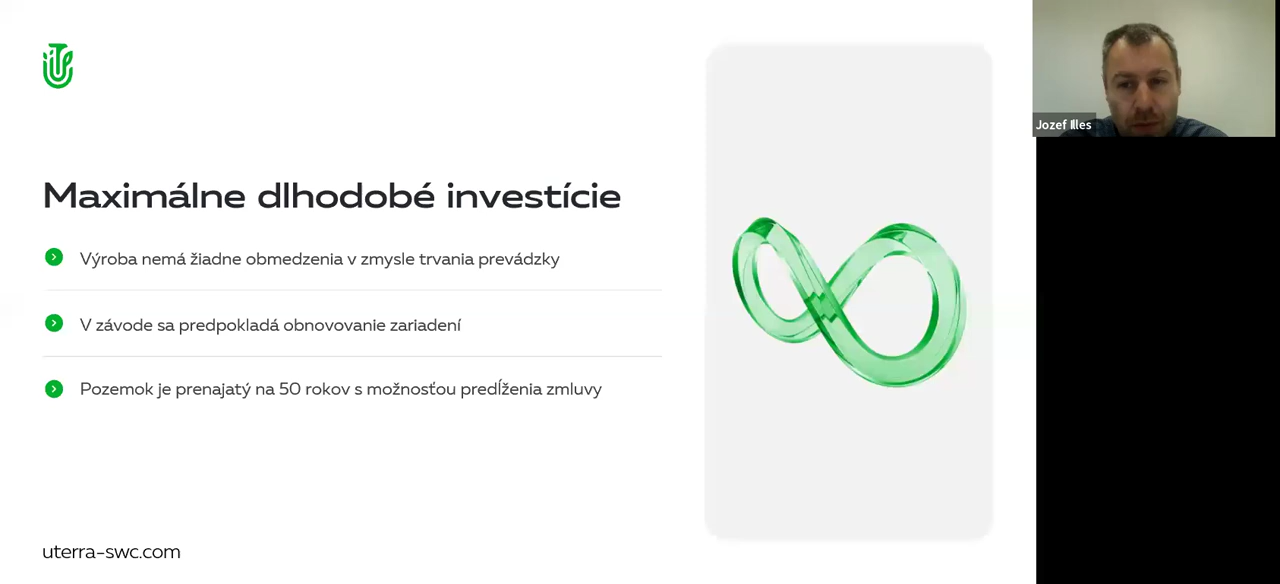 Maximálne dlhodobé investície
Výroba nemá žiadne obmedzenia v zmysle trvania prevádzky
V závode sa predpokladá obnovovanie zariadení
Pozemok je prenajatý na 50 rokov s možnosťou predĺženia zmluvy
uterra-swc.com
Jozef Illes